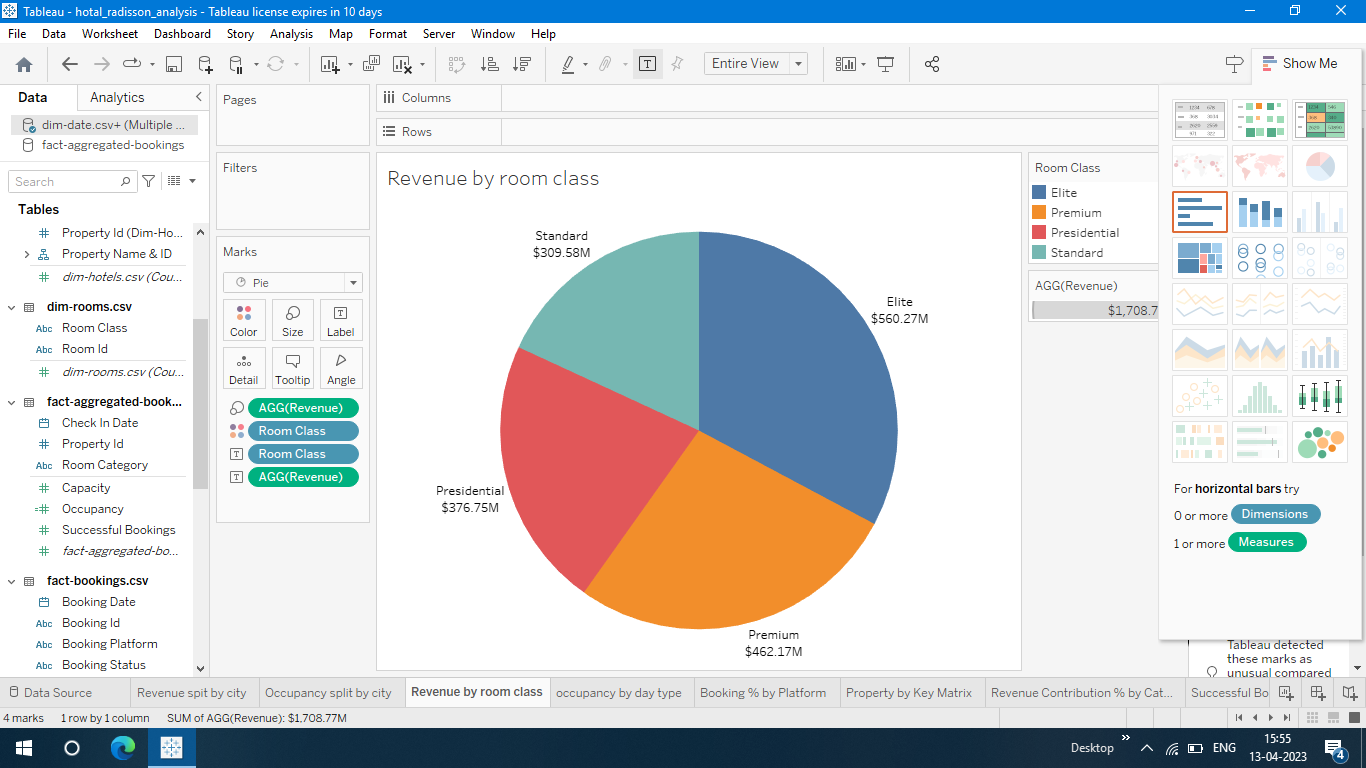 Tableau - hotal_radisson_analysis - Tableau license expires in 10 days
File Data Worksheet Dashboard Story Analysis Map Format Server Window Help
Entire View
Show Me
Data Analytics
dim-date.csv+ (Multiple ...
fact-aggregated-bookings
Search
Tables
Property Id (Dim-Ho...
Property Name & ID
dim-hotels.csv (Cou...
dim-rooms.csv
Abc Room Class
Abc Room Id
dim-rooms.csv (Cou...
fact-aggregated-book...
Check In Date
Property Id
Abc Room Category
Capacity
Occupancy
Successful Bookings
fact-aggregated-bo...
fact-bookings.csv
Booking Date
Abc Booking Id
Abc Booking Platform
Abc Booking Status
Pages
Filters
Marks
Pie
Color Size Label
Detail Tooltip Angle
AGG(Revenue)
Room Class
Room Class
AGG(Revenue)
Columns
Rows
Revenue by room class
Standard
$309.58M
Elite
$560.27M
Presidential
$376.75M
Premium
$462.17M
Room Class
Elite
Premium
Presidential
Standard
AGG(Revenue)
$1,708.7
For horizontal bars try
0 or more Dimensions
1 or more Measures
Tableau detected
these marks as
unusual compared
Data Source Revenue spit by city Occupancy split by city Revenue by room class occupancy by day type Booking % by Platform Property by Key Matrix Revenue Contribution % by Cat... Successful Bo
4 marks 1 row by 1 column SUM of AGG(Revenue): $1,708.77M
Desktop ENG 15:55
13-04-2023 4